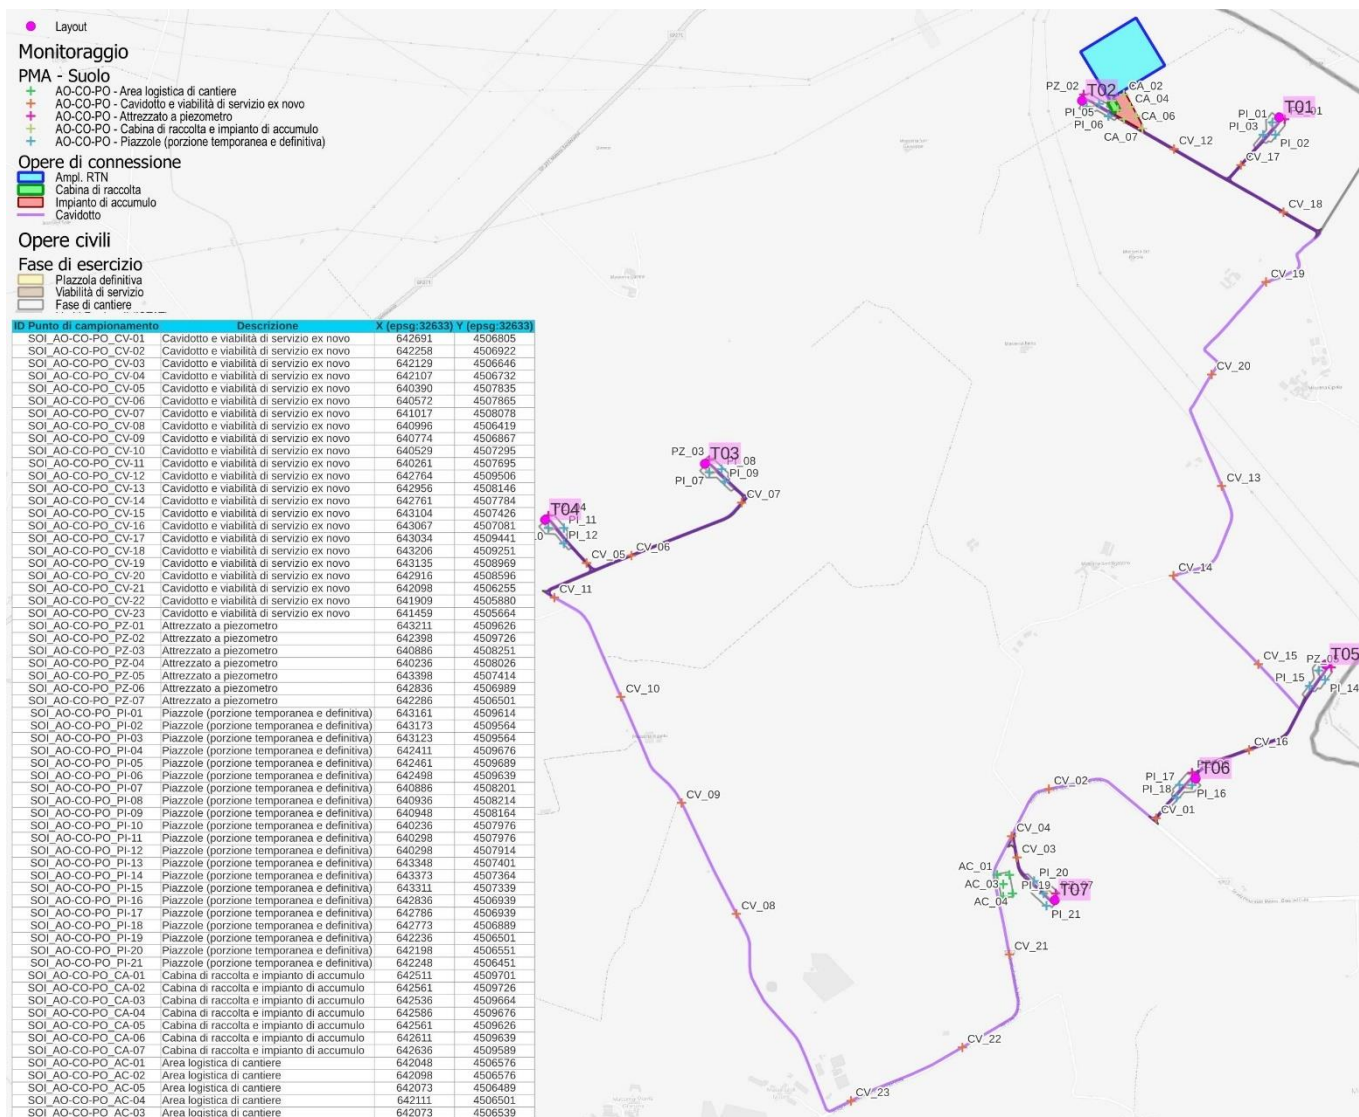 Layout
Monitoraggio
PMA - Suolo
AO-CO-PO - Area logistica di cantiere
AO-CO-PO - Cavidotto e viabilità di servizio ex novo
AO-CO-PO - Attrezzato a piezometro
AO-CO-PO - Cabina di raccolta e impianto di accumulo
AO-CO-PO - Piazzole (porzione temporanea e definitiva)
Opere di connessione
Ampl. RTN
Cabina di raccolta
Impianto di accumulo
Cavidotto
Opere civili
Fase di esercizio
Plazzola definitiva
Viabilità di servizio
Fase di cantiere
ID Punto di campionamento Descrizione X (epsg:32633) Y (epsg:32633)
SOI_AO-CO-PO_CV-01 Cavidotto e viabilità di servizio ex novo 642691 4506805
SOI_AO-CO-PO_CV-02 Cavidotto e viabilità di servizio ex novo 642258 4506922
SOI_AO-CO-PO_CV-03 Cavidotto e viabilità di servizio ex novo 642129 4506646
SOI_AO-CO-PO_CV-04 Cavidotto e viabilità di servizio ex novo 642107 4506732
SOI_AO-CO-PO_CV-05 Cavidotto e viabilità di servizio ex novo 640390 4507835
SOI_AO-CO-PO_CV-06 Cavidotto e viabilità di servizio ex novo 640572 4507865
SOI_AO-CO-PO_CV-07 Cavidotto e viabilità di servizio ex novo 641017 4508078
SOI_AO-CO-PO_CV-08 Cavidotto e viabilità di servizio ex novo 640996 4506419
SOI_AO-CO-PO_CV-09 Cavidotto e viabilità di servizio ex novo 640774 4506867
SOI_AO-CO-PO_CV-10 Cavidotto e viabilità di servizio ex novo 640529 4507295
SOI_AO-CO-PO_CV-11 Cavidotto e viabilità di servizio ex novo 640261 4507695
SOI_AO-CO-PO_CV-12 Cavidotto e viabilità di servizio ex novo 642764 4509506
SOI_AO-CO-PO_CV-13 Cavidotto e viabilità di servizio ex novo 642956 4508146
SOI_AO-CO-PO_CV-14 Cavidotto e viabilità di servizio ex novo 642761 4507784
SOI_AO-CO-PO_CV-15 Cavidotto e viabilità di servizio ex novo 643104 4507426
SOI_AO-CO-PO_CV-16 Cavidotto e viabilità di servizio ex novo 643067 4507081
SOI_AO-CO-PO_CV-17 Cavidotto e viabilità di servizio ex novo 643034 4509441
SOI_AO-CO-PO_CV-18 Cavidotto e viabilità di servizio ex novo 643206 4509251
SOI_AO-CO-PO_CV-19 Cavidotto e viabilità di servizio ex novo 643135 4508969
SOI_AO-CO-PO_CV-20 Cavidotto e viabilità di servizio ex novo 642916 4508596
SOI_AO-CO-PO_CV-21 Cavidotto e viabilità di servizio ex novo 642098 4506255
SOI_AO-CO-PO_CV-22 Cavidotto e viabilità di servizio ex novo 641909 4505880
SOI_AO-CO-PO_CV-23 Cavidotto e viabilità di servizio ex novo 641459 4505664
SOI_AO-CO-PO_PZ-01 Attrezzato a piezometro 643211 4509626
SOI_AO-CO-PO_PZ-02 Attrezzato a piezometro 642398 4509726
SOI_AO-CO-PO_PZ-03 Attrezzato a piezometro 640886 4508251
SOI_AO-CO-PO_PZ-04 Attrezzato a piezometro 640236 4508026
SOI_AO-CO-PO_PZ-05 Attrezzato a piezometro 643398 4507414
SOI_AO-CO-PO_PZ-06 Attrezzato a piezometro 642836 4506989
SOI_AO-CO-PO_PZ-07 Attrezzato a piezometro 642286 4506501
SOI_AO-CO-PO_PI-01 Piazzole (porzione temporanea e definitiva) 643161 4509614
SOI_AO-CO-PO_PI-02 Piazzole (porzione temporanea e definitiva) 643173 4509564
SOI_AO-CO-PO_PI-03 Piazzole (porzione temporanea e definitiva) 643123 4509564
SOI_AO-CO-PO_PI-04 Piazzole (porzione temporanea e definitiva) 642411 4509676
SOI_AO-CO-PO_PI-05 Piazzole (porzione temporanea e definitiva) 642461 4509689
SOI_AO-CO-PO_PI-06 Piazzole (porzione temporanea e definitiva) 642498 4509639
SOI_AO-CO-PO_PI-07 Piazzole (porzione temporanea e definitiva) 640886 4508201
SOI_AO-CO-PO_PI-08 Piazzole (porzione temporanea e definitiva) 640936 4508214
SOI_AO-CO-PO_PI-09 Piazzole (porzione temporanea e definitiva) 640948 4508164
SOI_AO-CO-PO_PI-10 Piazzole (porzione temporanea e definitiva) 640236 4507976
SOI_AO-CO-PO_PI-11 Piazzole (porzione temporanea e definitiva) 640298 4507976
SOI_AO-CO-PO_PI-12 Piazzole (porzione temporanea e definitiva) 640298 4507914
SOI_AO-CO-PO_PI-13 Piazzole (porzione temporanea e definitiva) 643348 4507401
SOI_AO-CO-PO_PI-14 Piazzole (porzione temporanea e definitiva) 643373 4507364
SOI_AO-CO-PO_PI-15 Piazzole (porzione temporanea e definitiva) 643311 4507339
SOI_AO-CO-PO_PI-16 Piazzole (porzione temporanea e definitiva) 642836 4506939
SOI_AO-CO-PO_PI-17 Piazzole (porzione temporanea e definitiva) 642786 4506939
SOI_AO-CO-PO_PI-18 Piazzole (porzione temporanea e definitiva) 642773 4506889
SOI_AO-CO-PO_PI-19 Piazzole (porzione temporanea e definitiva) 642236 4506501
SOI_AO-CO-PO_PI-20 Piazzole (porzione temporanea e definitiva) 642198 4506551
SOI_AO-CO-PO_PI-21 Piazzole (porzione temporanea e definitiva) 642248 4506451
SOI_AO-CO-PO_CA-01 Cabina di raccolta e impianto di accumulo 642511 4509701
SOI_AO-CO-PO_CA-02 Cabina di raccolta e impianto di accumulo 642561 4509726
SOI_AO-CO-PO_CA-03 Cabina di raccolta e impianto di accumulo 642536 4509664
SOI_AO-CO-PO_CA-04 Cabina di raccolta e impianto di accumulo 642586 4509676
SOI_AO-CO-PO_CA-05 Cabina di raccolta e impianto di accumulo 642561 4509626
SOI_AO-CO-PO_CA-06 Cabina di raccolta e impianto di accumulo 642611 4509639
SOI_AO-CO-PO_CA-07 Cabina di raccolta e impianto di accumulo 642636 4509589
SOI_AO-CO-PO_AC-01 Area logistica di cantiere 642048 4506576
SOI_AO-CO-PO_AC-02 Area logistica di cantiere 642098 4506576
SOI_AO-CO-PO_AC-05 Area logistica di cantiere 642073 4506489
SOI_AO-CO-PO_AC-04 Area logistica di cantiere 642111 4506501
SOI_AO-CO-PO_AC-03 Area logistica di cantiere 642073 4506539
PZ_02
T02
CA_02
CA_04
PI_05
CA_06
PI_06
CA_07
T01
PI_01
PI_03
PI_02
CV_12
CV_17
CV_18
CV_19
CV_20
CV_13
CV_14
CV_15
T05
PI_15
PI_14
CV_16
T06
PI_17
PI_18
PI_16
CV_01
CV_02
CV_04
CV_03
AC_01
AC_03
AC_04
PI_20
PI_19
T07
PI_21
CV_21
CV_22
CV_23
CV_08
CV_09
CV_10
CV_11
CV_05
CV_06
CV_07
T04
PI_11
PI_12
PZ_03
T03
PI_07
PI_09